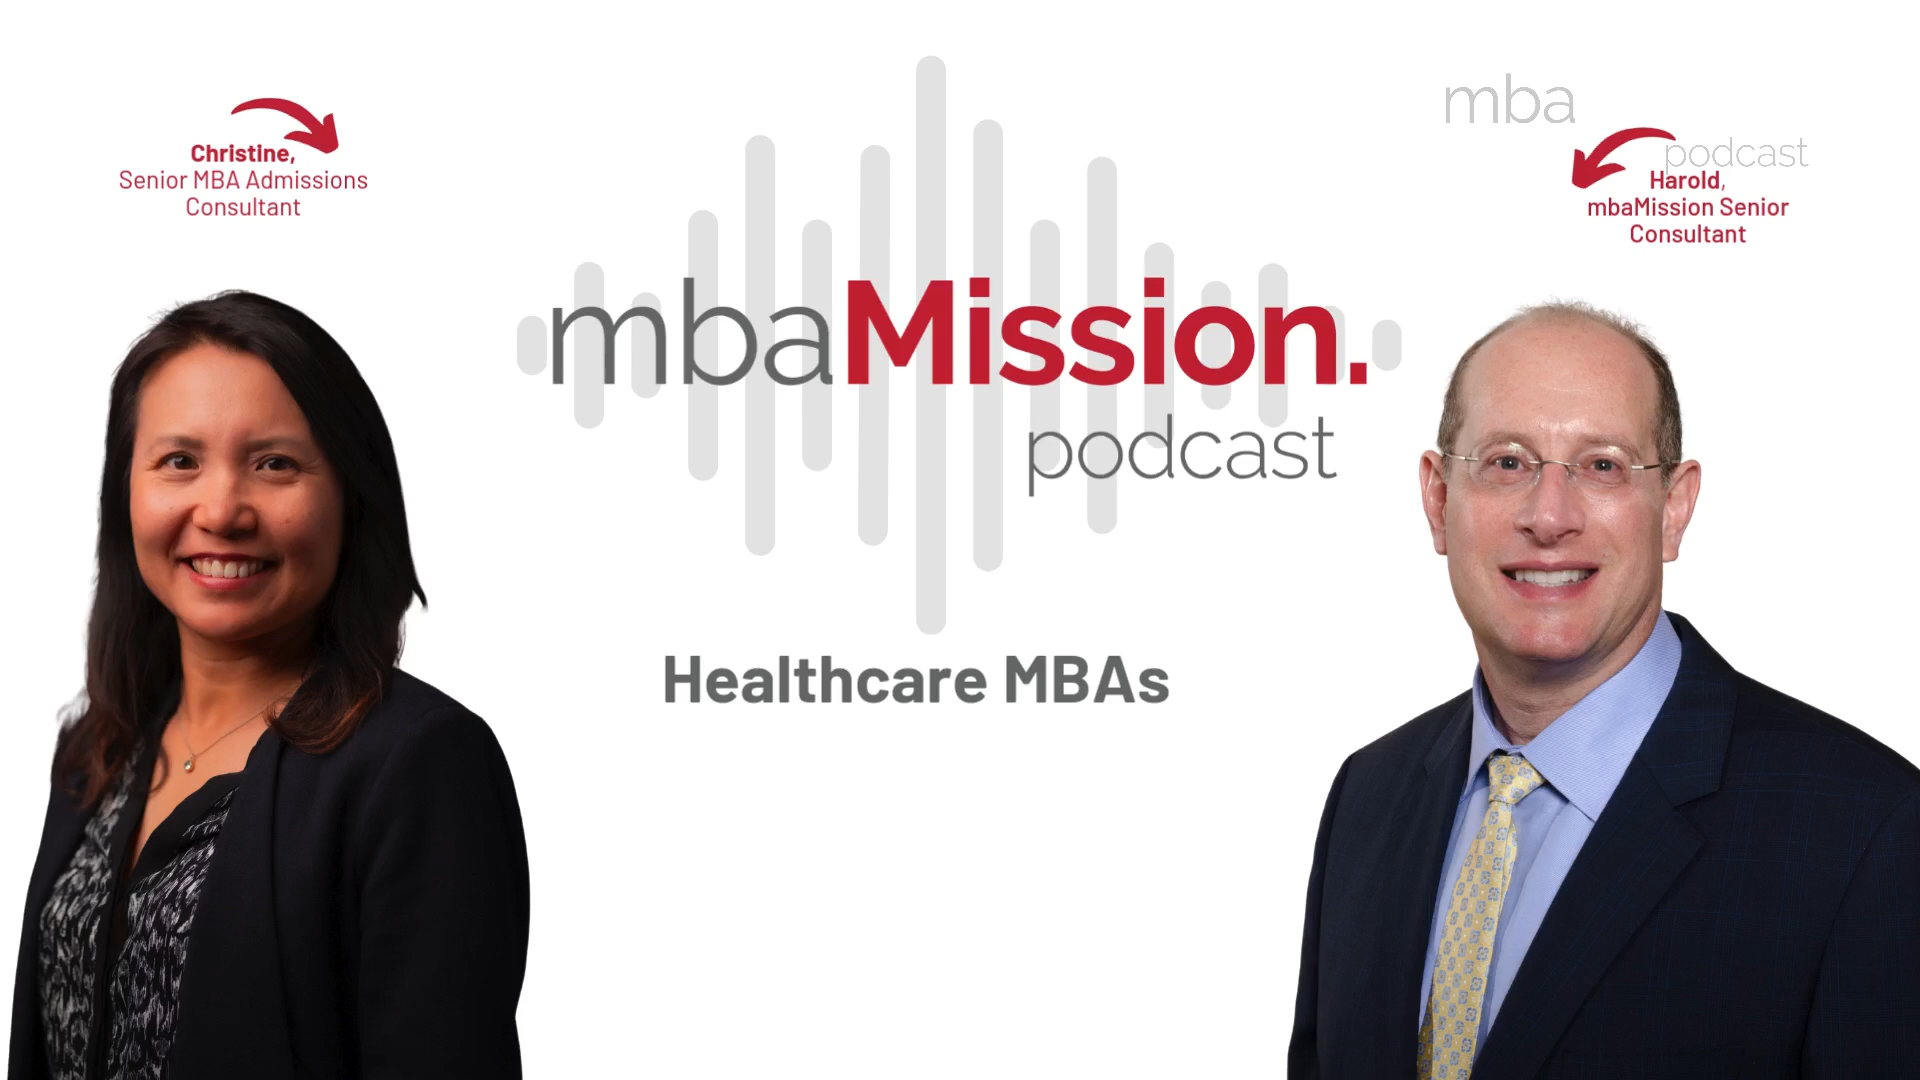 Christine,
Senior MBA Admissions
Consultant
mba
podcast
Harold,
mbaMission Senior
Consultant
mbaMission.
podcast
Healthcare MBAs